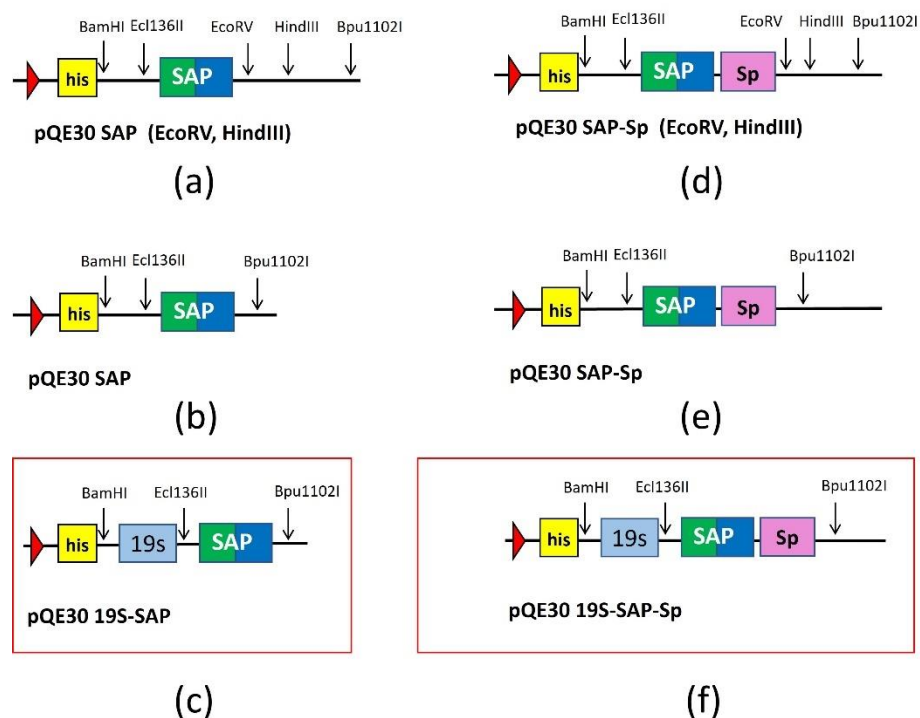 BamHI Ecl136II EcoRV HindIII Bpu1102I
his SAP
pQE30 SAP (EcoRV, HindIII)
(a)
BamHI Ecl136II EcoRV HindIII Bpu1102I
his SAP Sp
pQE30 SAP-Sp (EcoRV, HindIII)
(d)
BamHI Ecl136II Bpu1102I
his SAP
pQE30 SAP
(b)
BamHI Ecl136II Bpu1102I
his SAP Sp
pQE30 SAP-Sp
(e)
BamHI Ecl136II Bpu1102I
his 19s SAP
pQE30 19S-SAP
(c)
BamHI Ecl136II Bpu1102I
his 19s SAP Sp
pQE30 19S-SAP-Sp
(f)